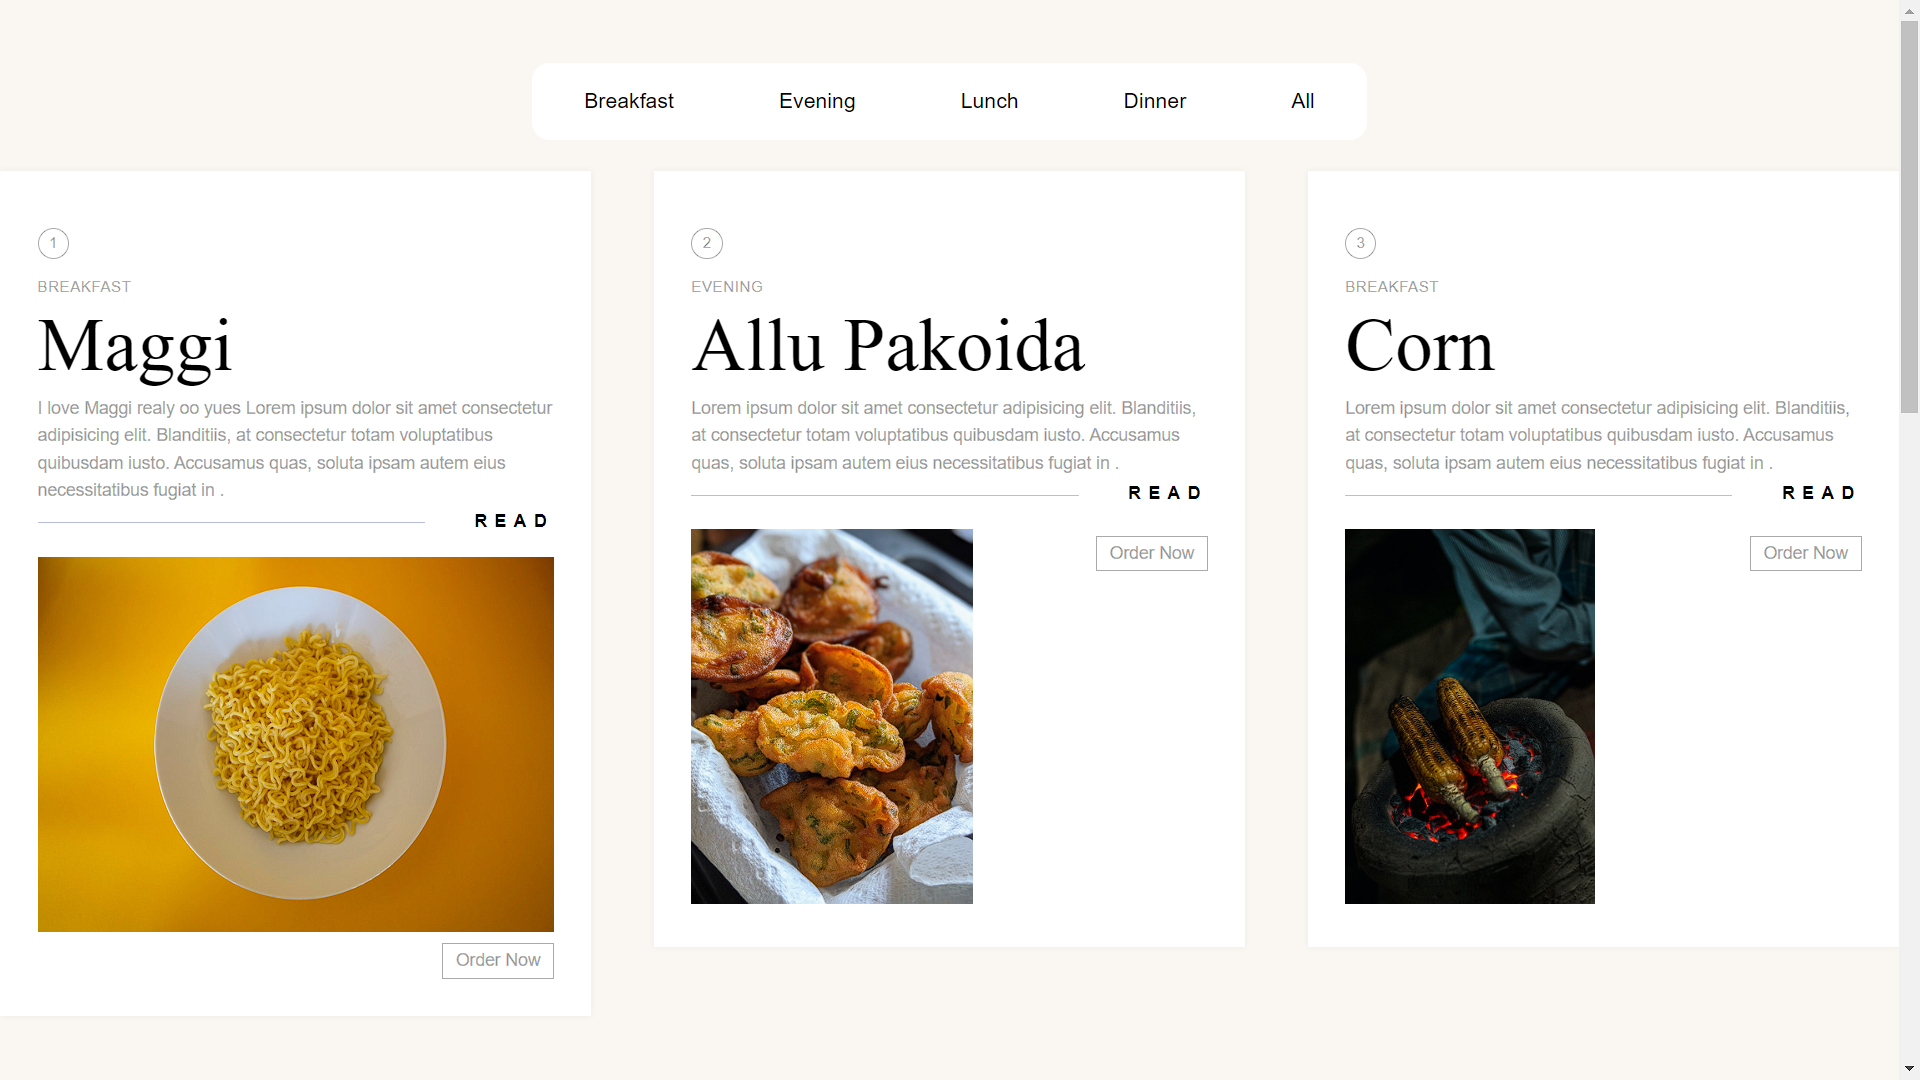 Breakfast Evening Lunch Dinner All
1
BREAKFAST
Maggi
I love Maggi realy oo yues Lorem ipsum dolor sit amet consectetur
adipisicing elit. Blanditiis, at consectetur totam voluptatibus
quibusdam iusto. Accusamus quas, soluta ipsam autem eius
necessitatibus fugiat in .
READ
Order Now
2
EVENING
Allu Pakoida
Lorem ipsum dolor sit amet consectetur adipisicing elit. Blanditiis,
at consectetur totam voluptatibus quibusdam iusto. Accusamus
quas, soluta ipsam autem eius necessitatibus fugiat in .
READ
Order Now
3
BREAKFAST
Corn
Lorem ipsum dolor sit amet consectetur adipisicing elit. Blanditiis,
at consectetur totam voluptatibus quibusdam iusto. Accusamus
quas, soluta ipsam autem eius necessitatibus fugiat in .
READ
Order Now